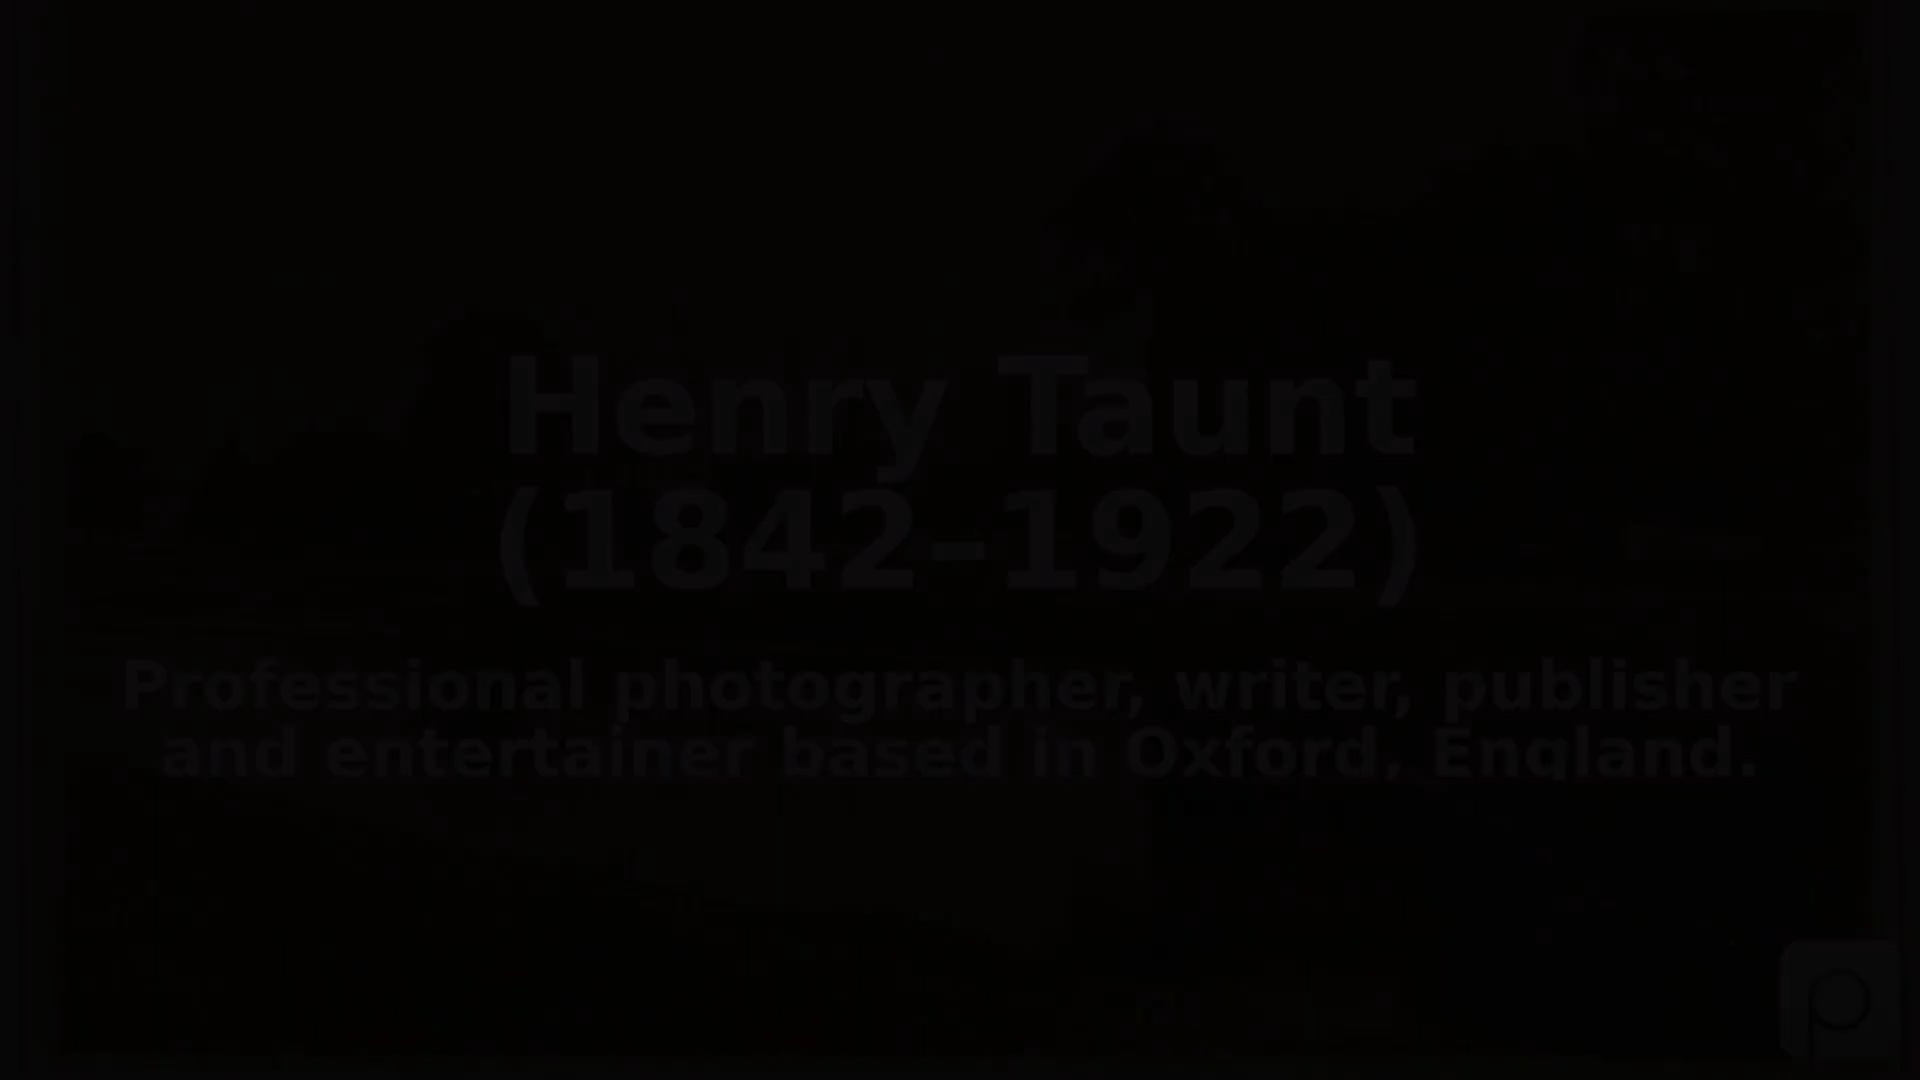 Henry Taunt
(1842–1922)
Professional photographer, writer, publisher
and entertainer based in Oxford, England.